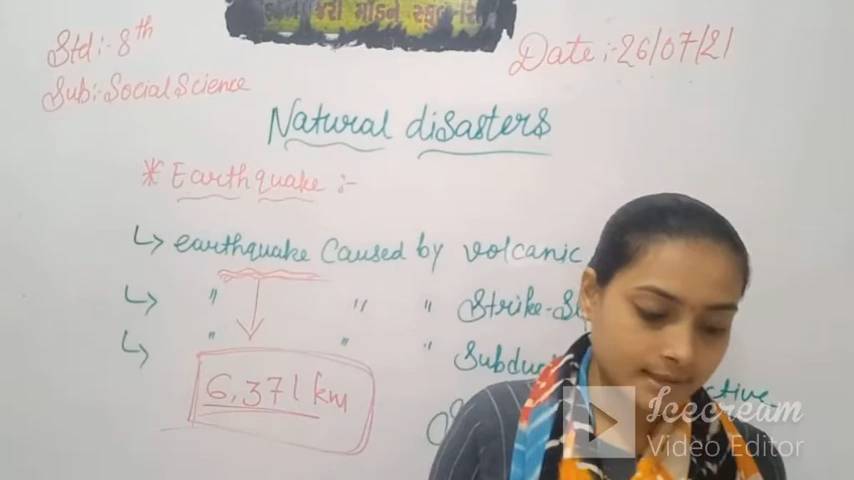 મોડને સ્કુલ
Std:- 8th
Date:- 26/07/21
Sub:- Social Science
Natural disasters
* Earthquake :-
↳ earthquake Caused by volcanic
↳ " " " Strike-
↳ " " "
6,371 km
Icecream
Video Editor